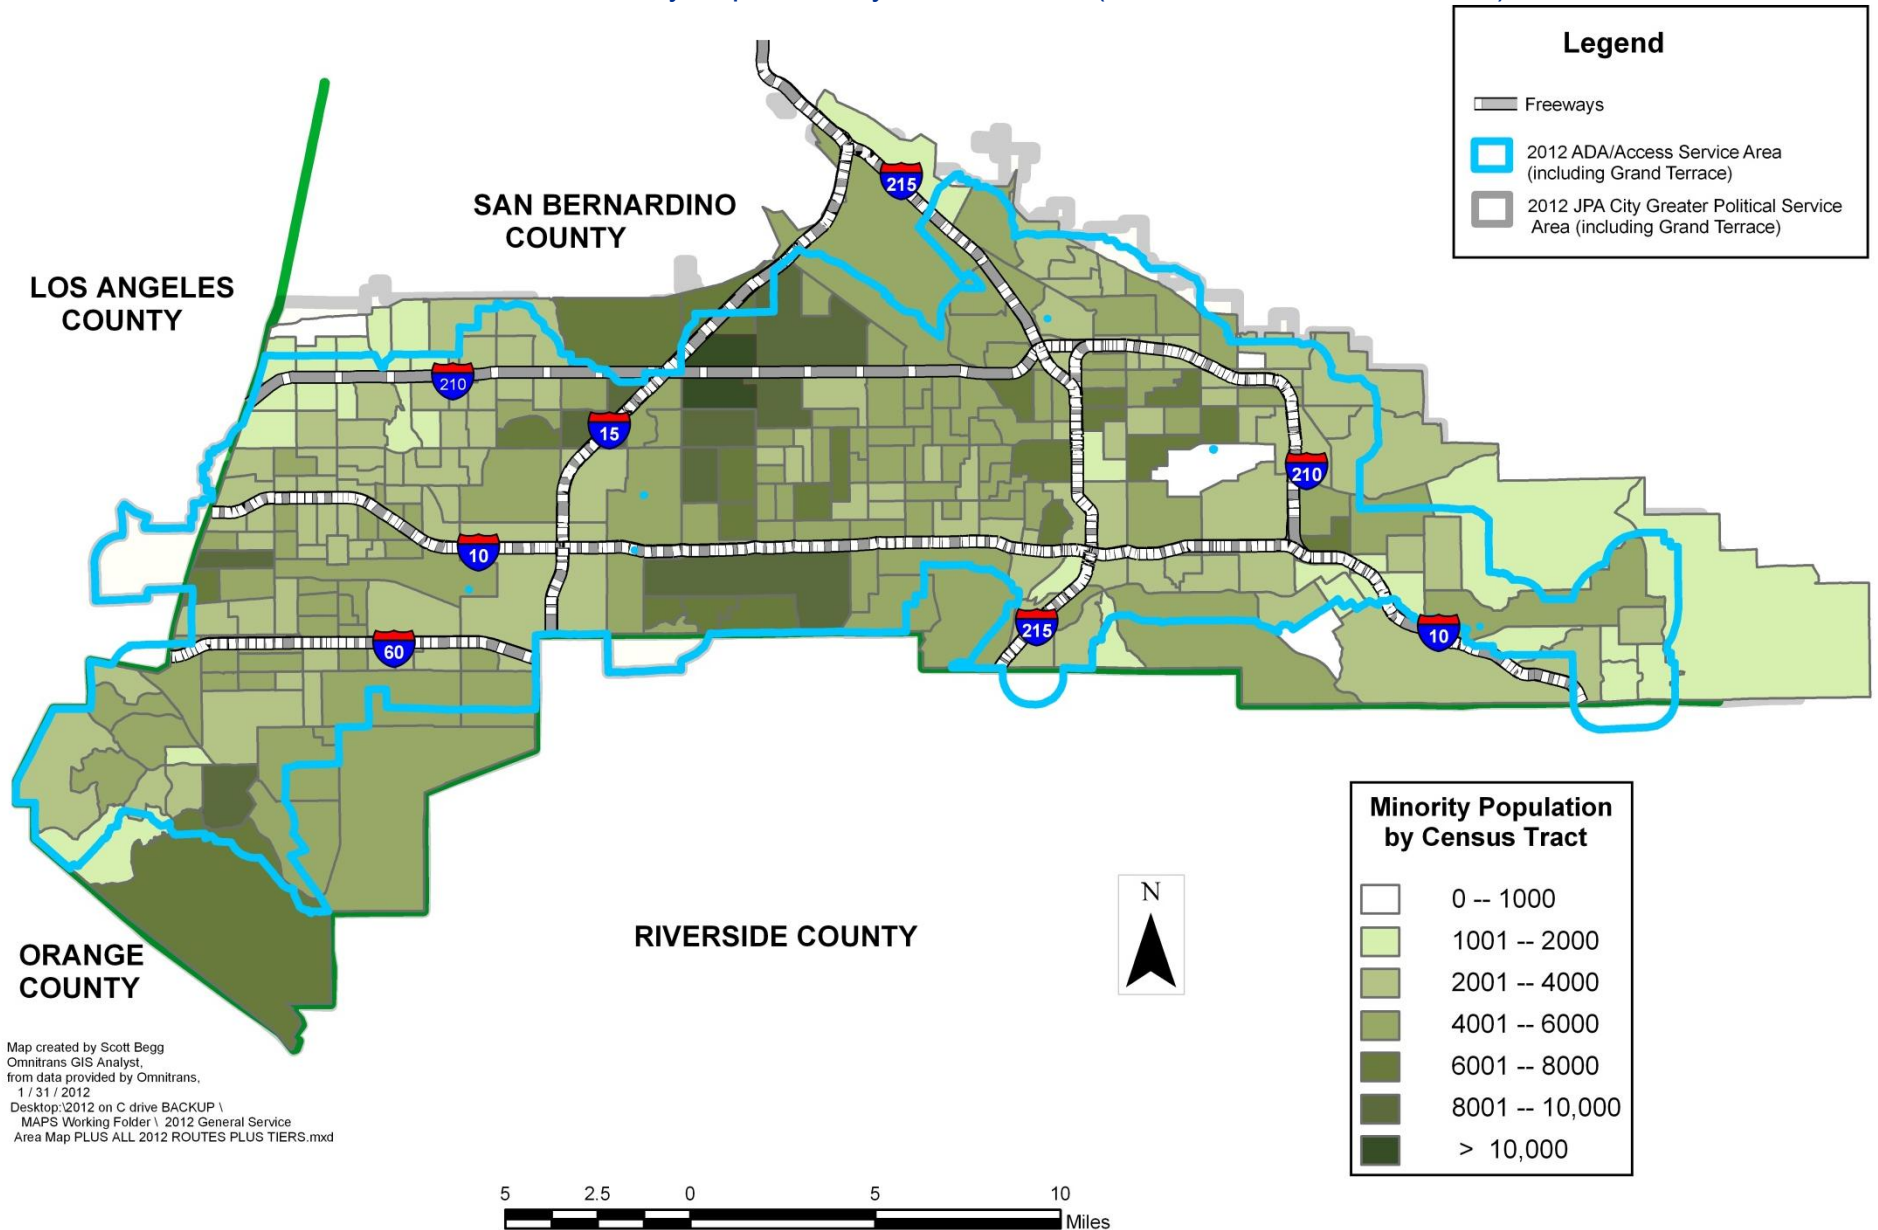 Legend
Freeways
2012 ADA/Access Service Area
(including Grand Terrace)
2012 JPA City Greater Political Service
Area (including Grand Terrace)
215
SAN BERNARDINO
COUNTY
LOS ANGELES
COUNTY
210
15
210
10
215
10
60
Minority Population
by Census Tract
0 -- 1000
1001 -- 2000
2001 -- 4000
4001 -- 6000
6001 -- 8000
8001 -- 10,000
> 10,000
N
RIVERSIDE COUNTY
ORANGE
COUNTY
Map created by Scott Begg
Omnitrans GIS Analyst,
from data provided by Omnitrans,
1 / 31 / 2012
Desktop:\2012 on C drive BACKUP \
MAPS Working Folder \ 2012 General Service
Area Map PLUS ALL 2012 ROUTES PLUS TIERS.mxd
5 2.5 0 5 10
Miles